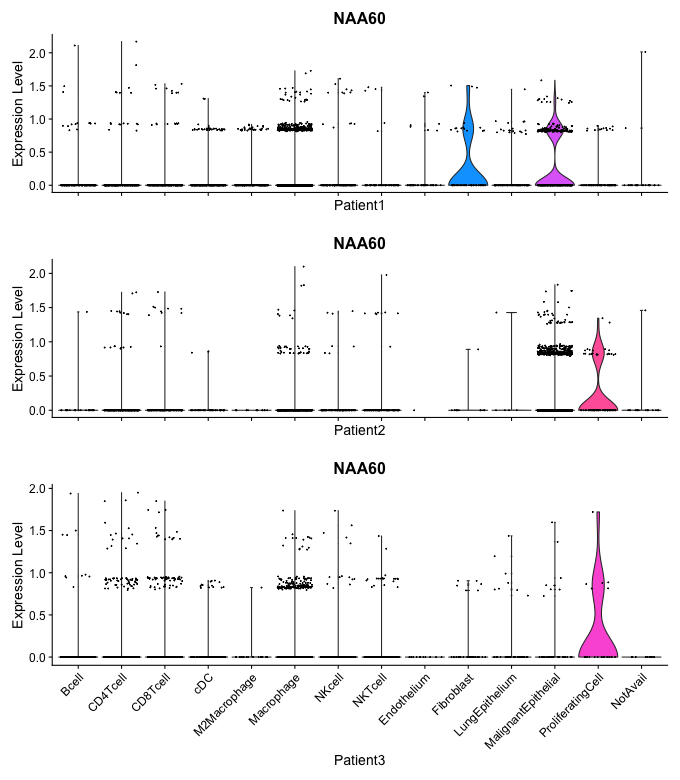 NAA60
Expression Level
2.0
1.5
1.0
0.5
0.0
Patient1
NAA60
Expression Level
2.0
1.5
1.0
0.5
0.0
Patient2
NAA60
Expression Level
2.0
1.5
1.0
0.5
0.0
Bcell
CD4Tcell
CD8Tcell
cDC
M2Macrophage
Macrophage
NKcell
NKTcell
Endothelium
Fibroblast
LungEpithelium
MalignantEpithelial
ProliferatingCell
NotAvail
Patient3